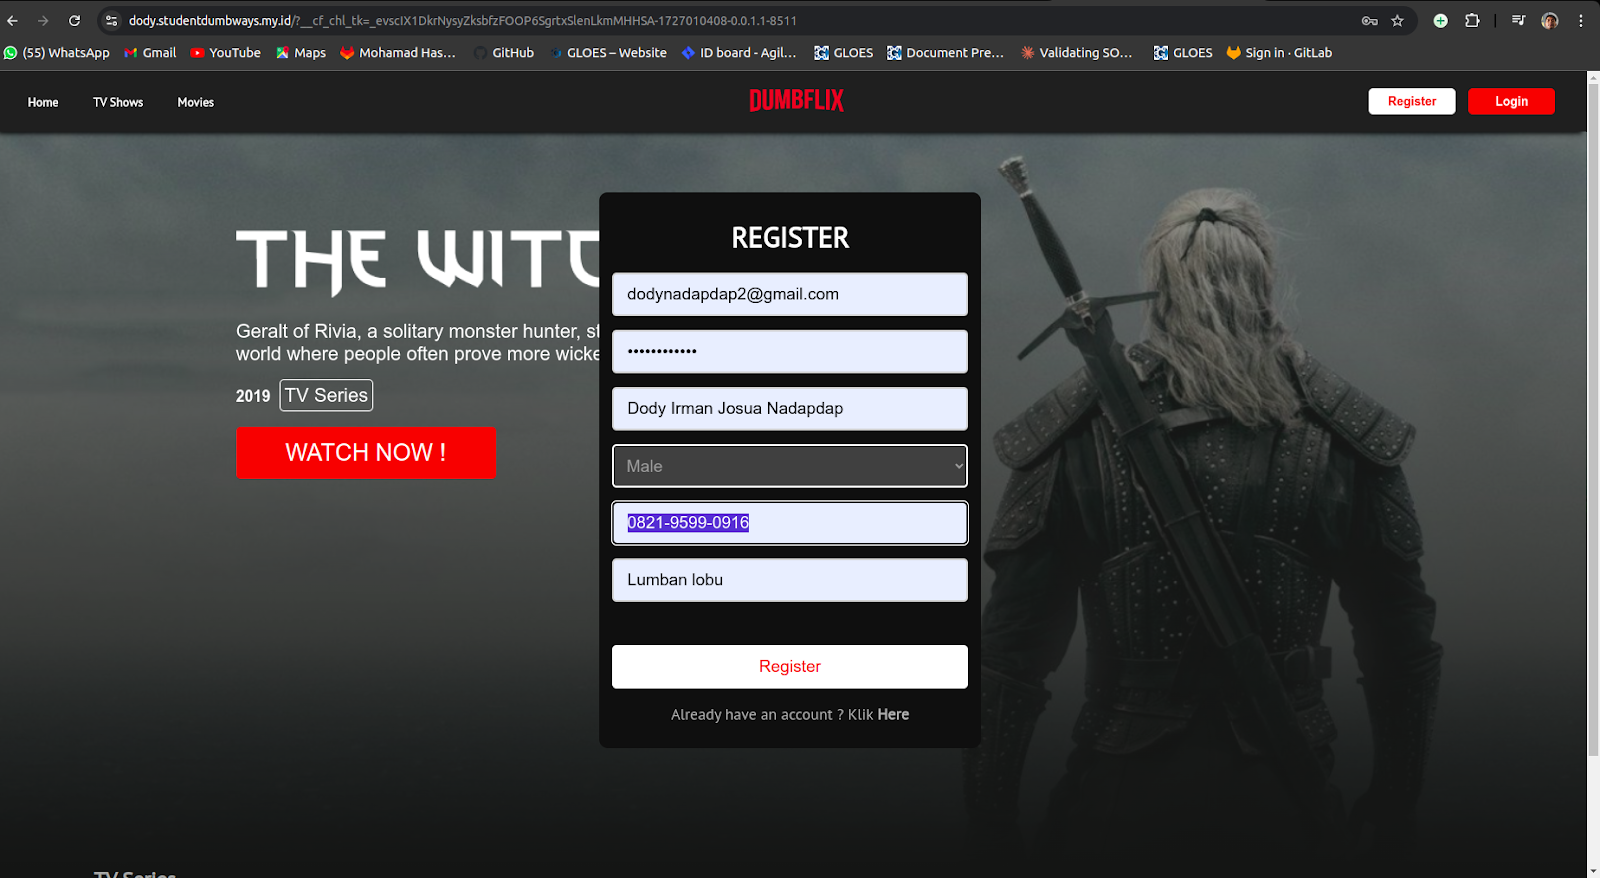 dody.studentdumbways.my.id/?__cf_chl_tk=_evscIX1DkrNysyZksbfzFOOP6SgrtxSlenLkmMHHSA-1727010408-0.0.1.1-8511
(55) WhatsApp Gmail YouTube Maps Mohamad Has... GitHub GLOES – Website ID board - Agil... GLOES Document Pre... Validating SO... GLOES Sign in · GitLab
Home TV Shows Movies DUMBFLIX Register Login
REGISTER
THE WITC
dodynadapdap2@gmail.com
Geralt of Rivia, a solitary monster hunter, st
world where people often prove more wicke
••••••••••••
2019 TV Series
Dody Irman Josua Nadapdap
WATCH NOW !
Male
0821-9599-0916
Lumban lobu
Register
Already have an account ? Klik Here
TV Series